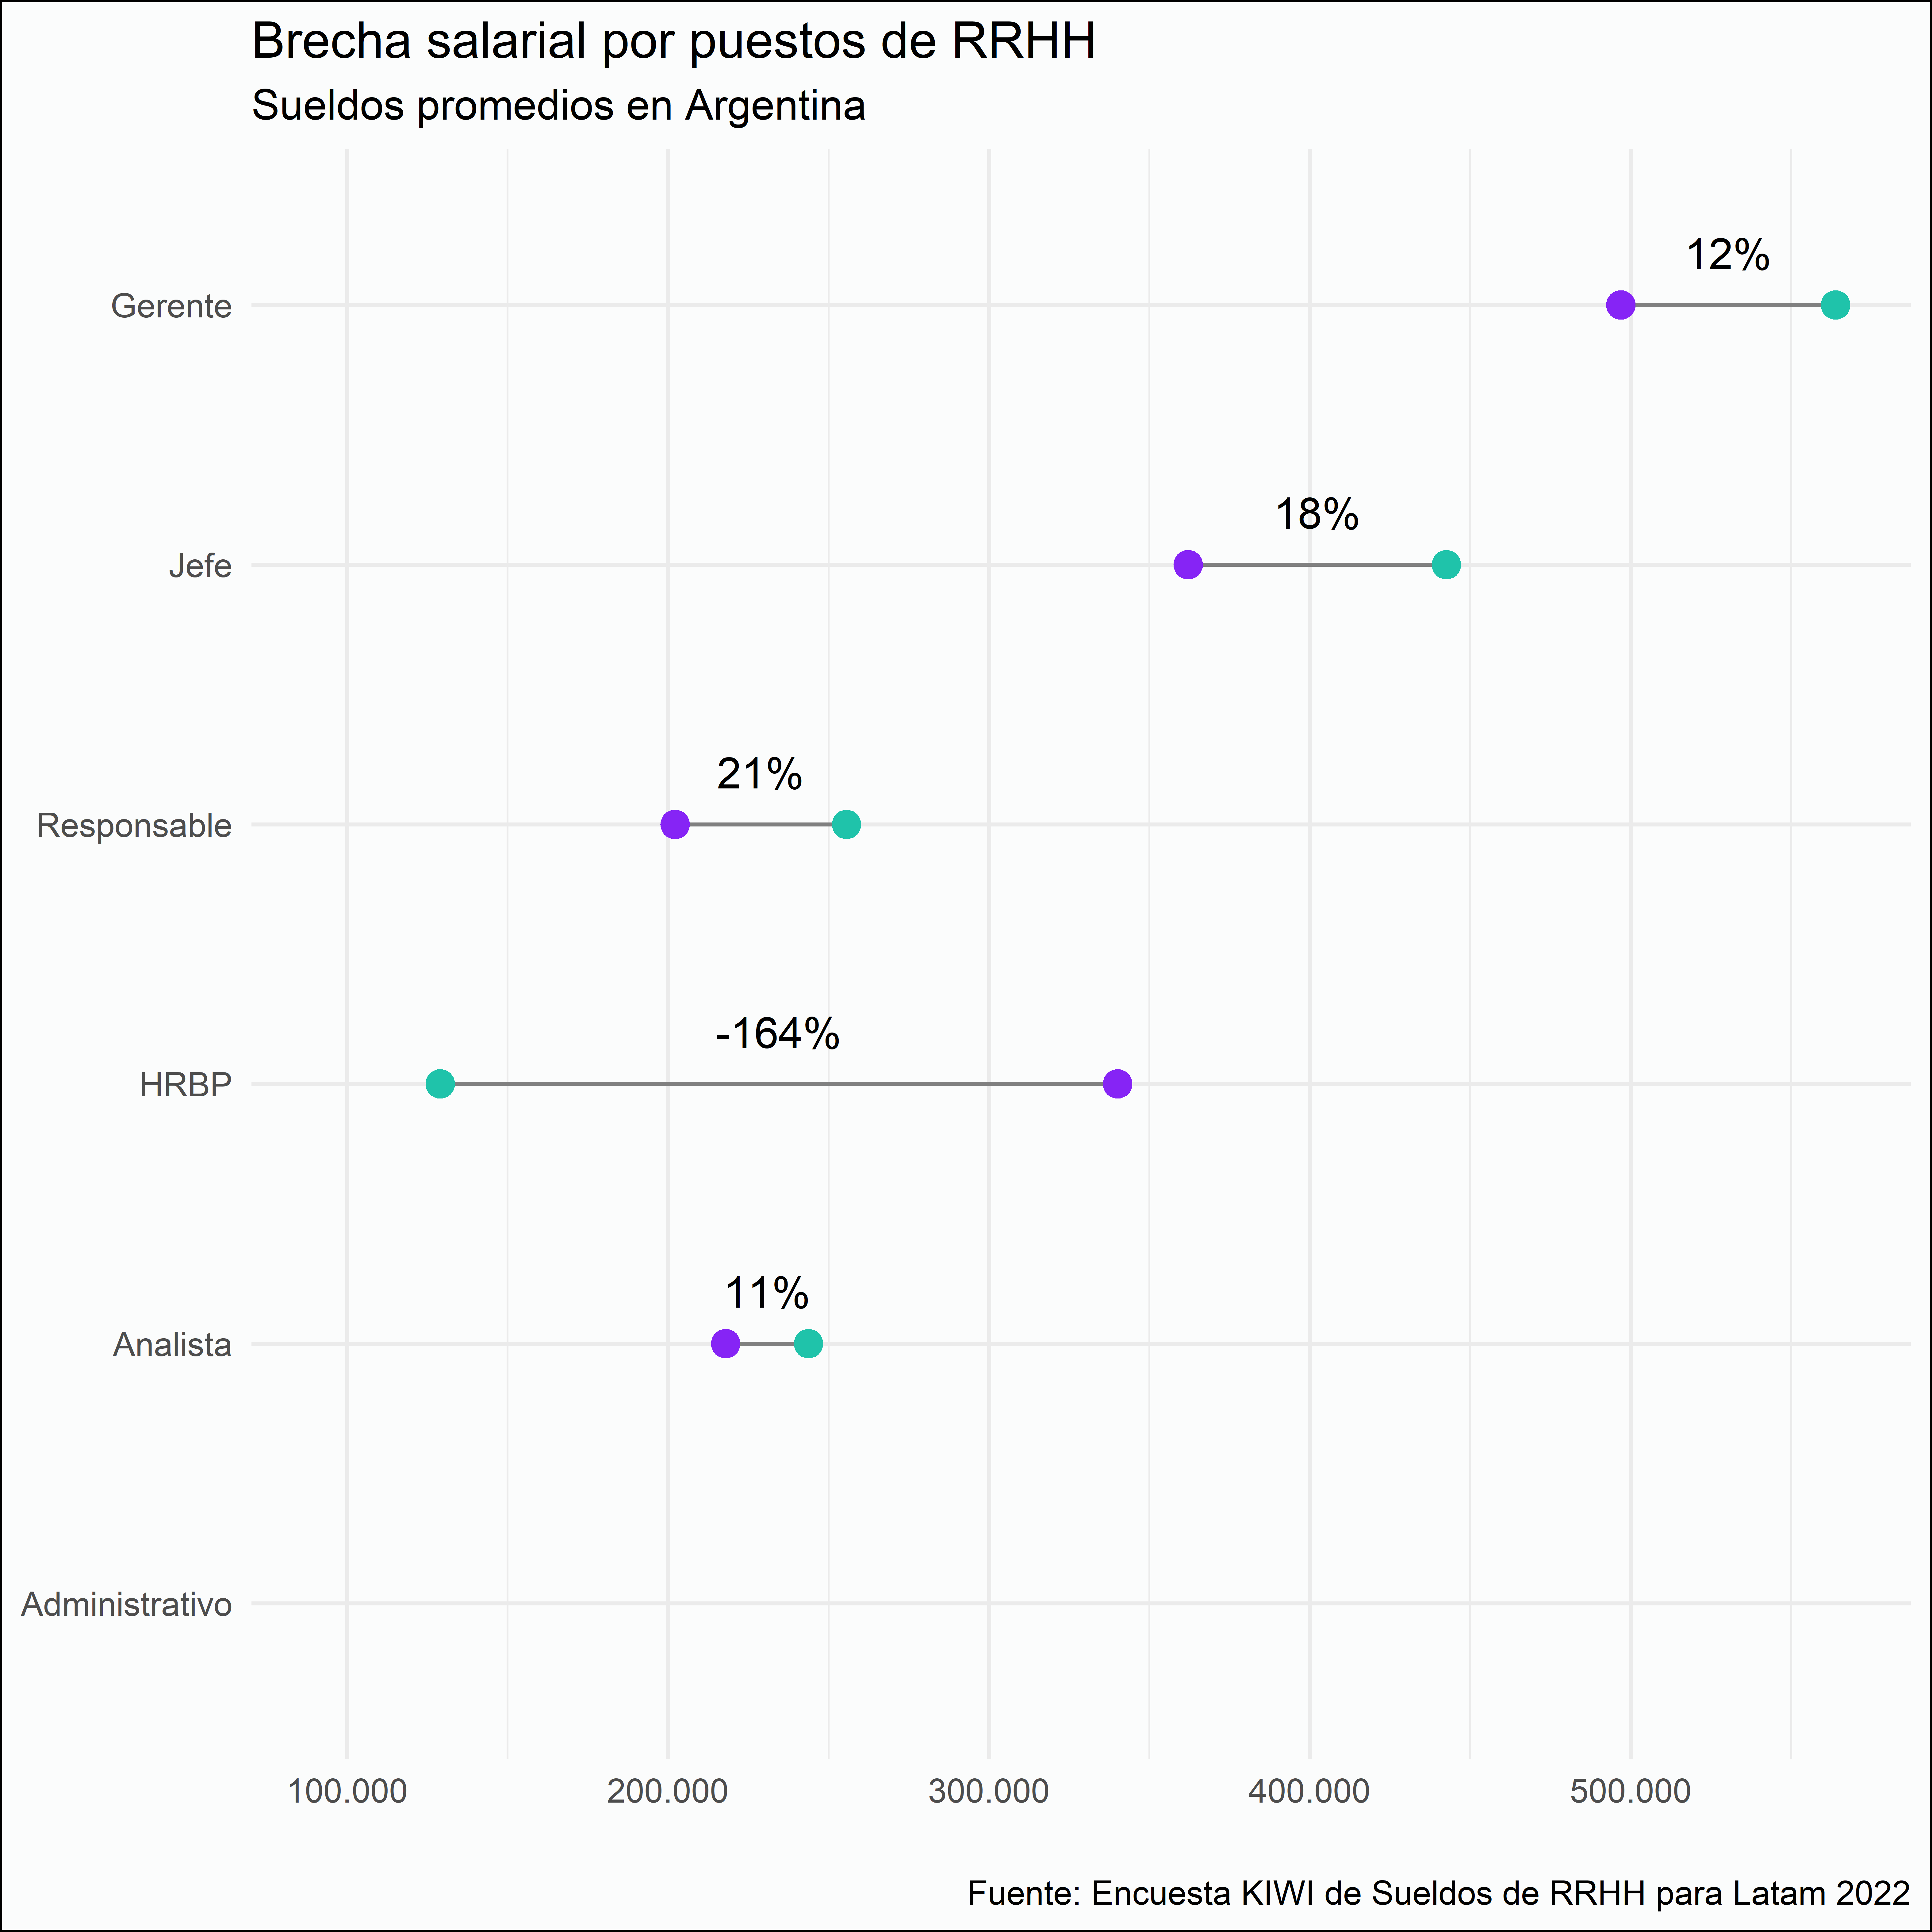 Brecha salarial por puestos de RRHH
Sueldos promedios en Argentina
12%
Gerente
18%
Jefe
21%
Responsable
-164%
HRBP
11%
Analista
Administrativo
100.000 200.000 300.000 400.000 500.000
Fuente: Encuesta KIWI de Sueldos de RRHH para Latam 2022